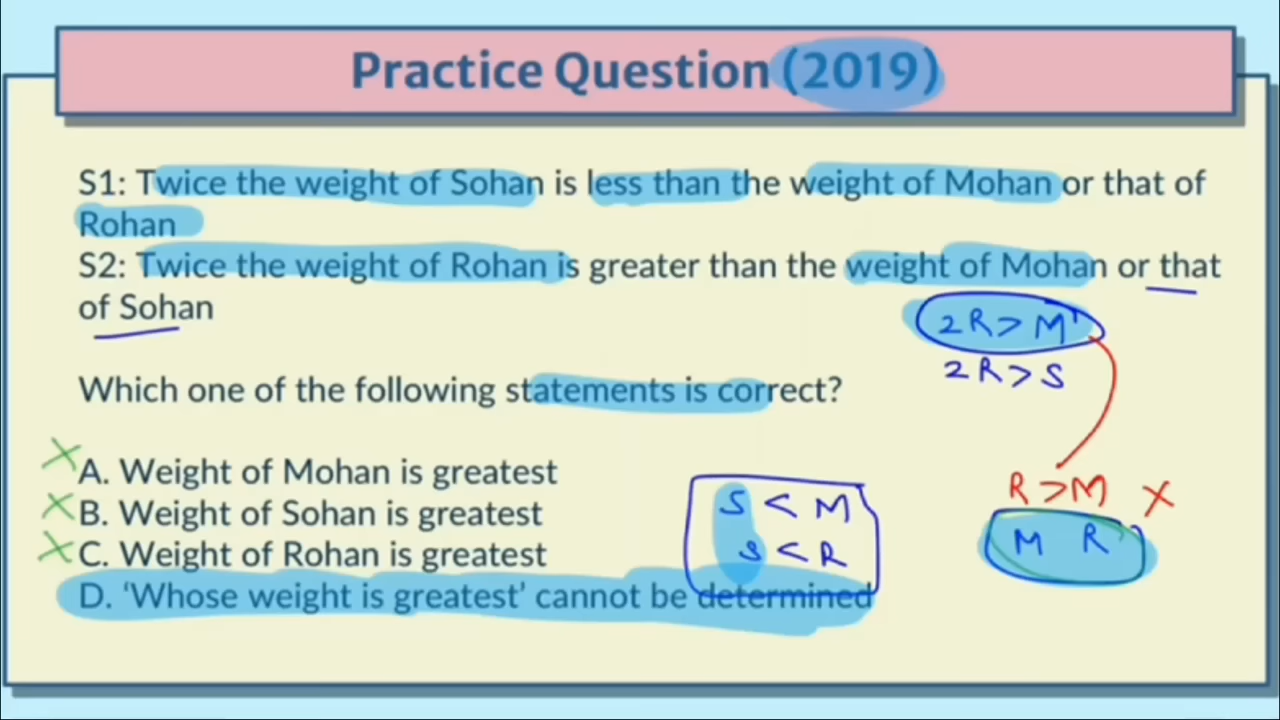 Practice Question (2019)
S1: Twice the weight of Sohan is less than the weight of Mohan or that of
Rohan
S2: Twice the weight of Rohan is greater than the weight of Mohan or that
of Sohan
2R > M
2R > S
Which one of the following statements is correct?
A. Weight of Mohan is greatest
B. Weight of Sohan is greatest
C. Weight of Rohan is greatest
D. ‘Whose weight is greatest’ cannot be determined
S < M
S < R
R > M X
M R